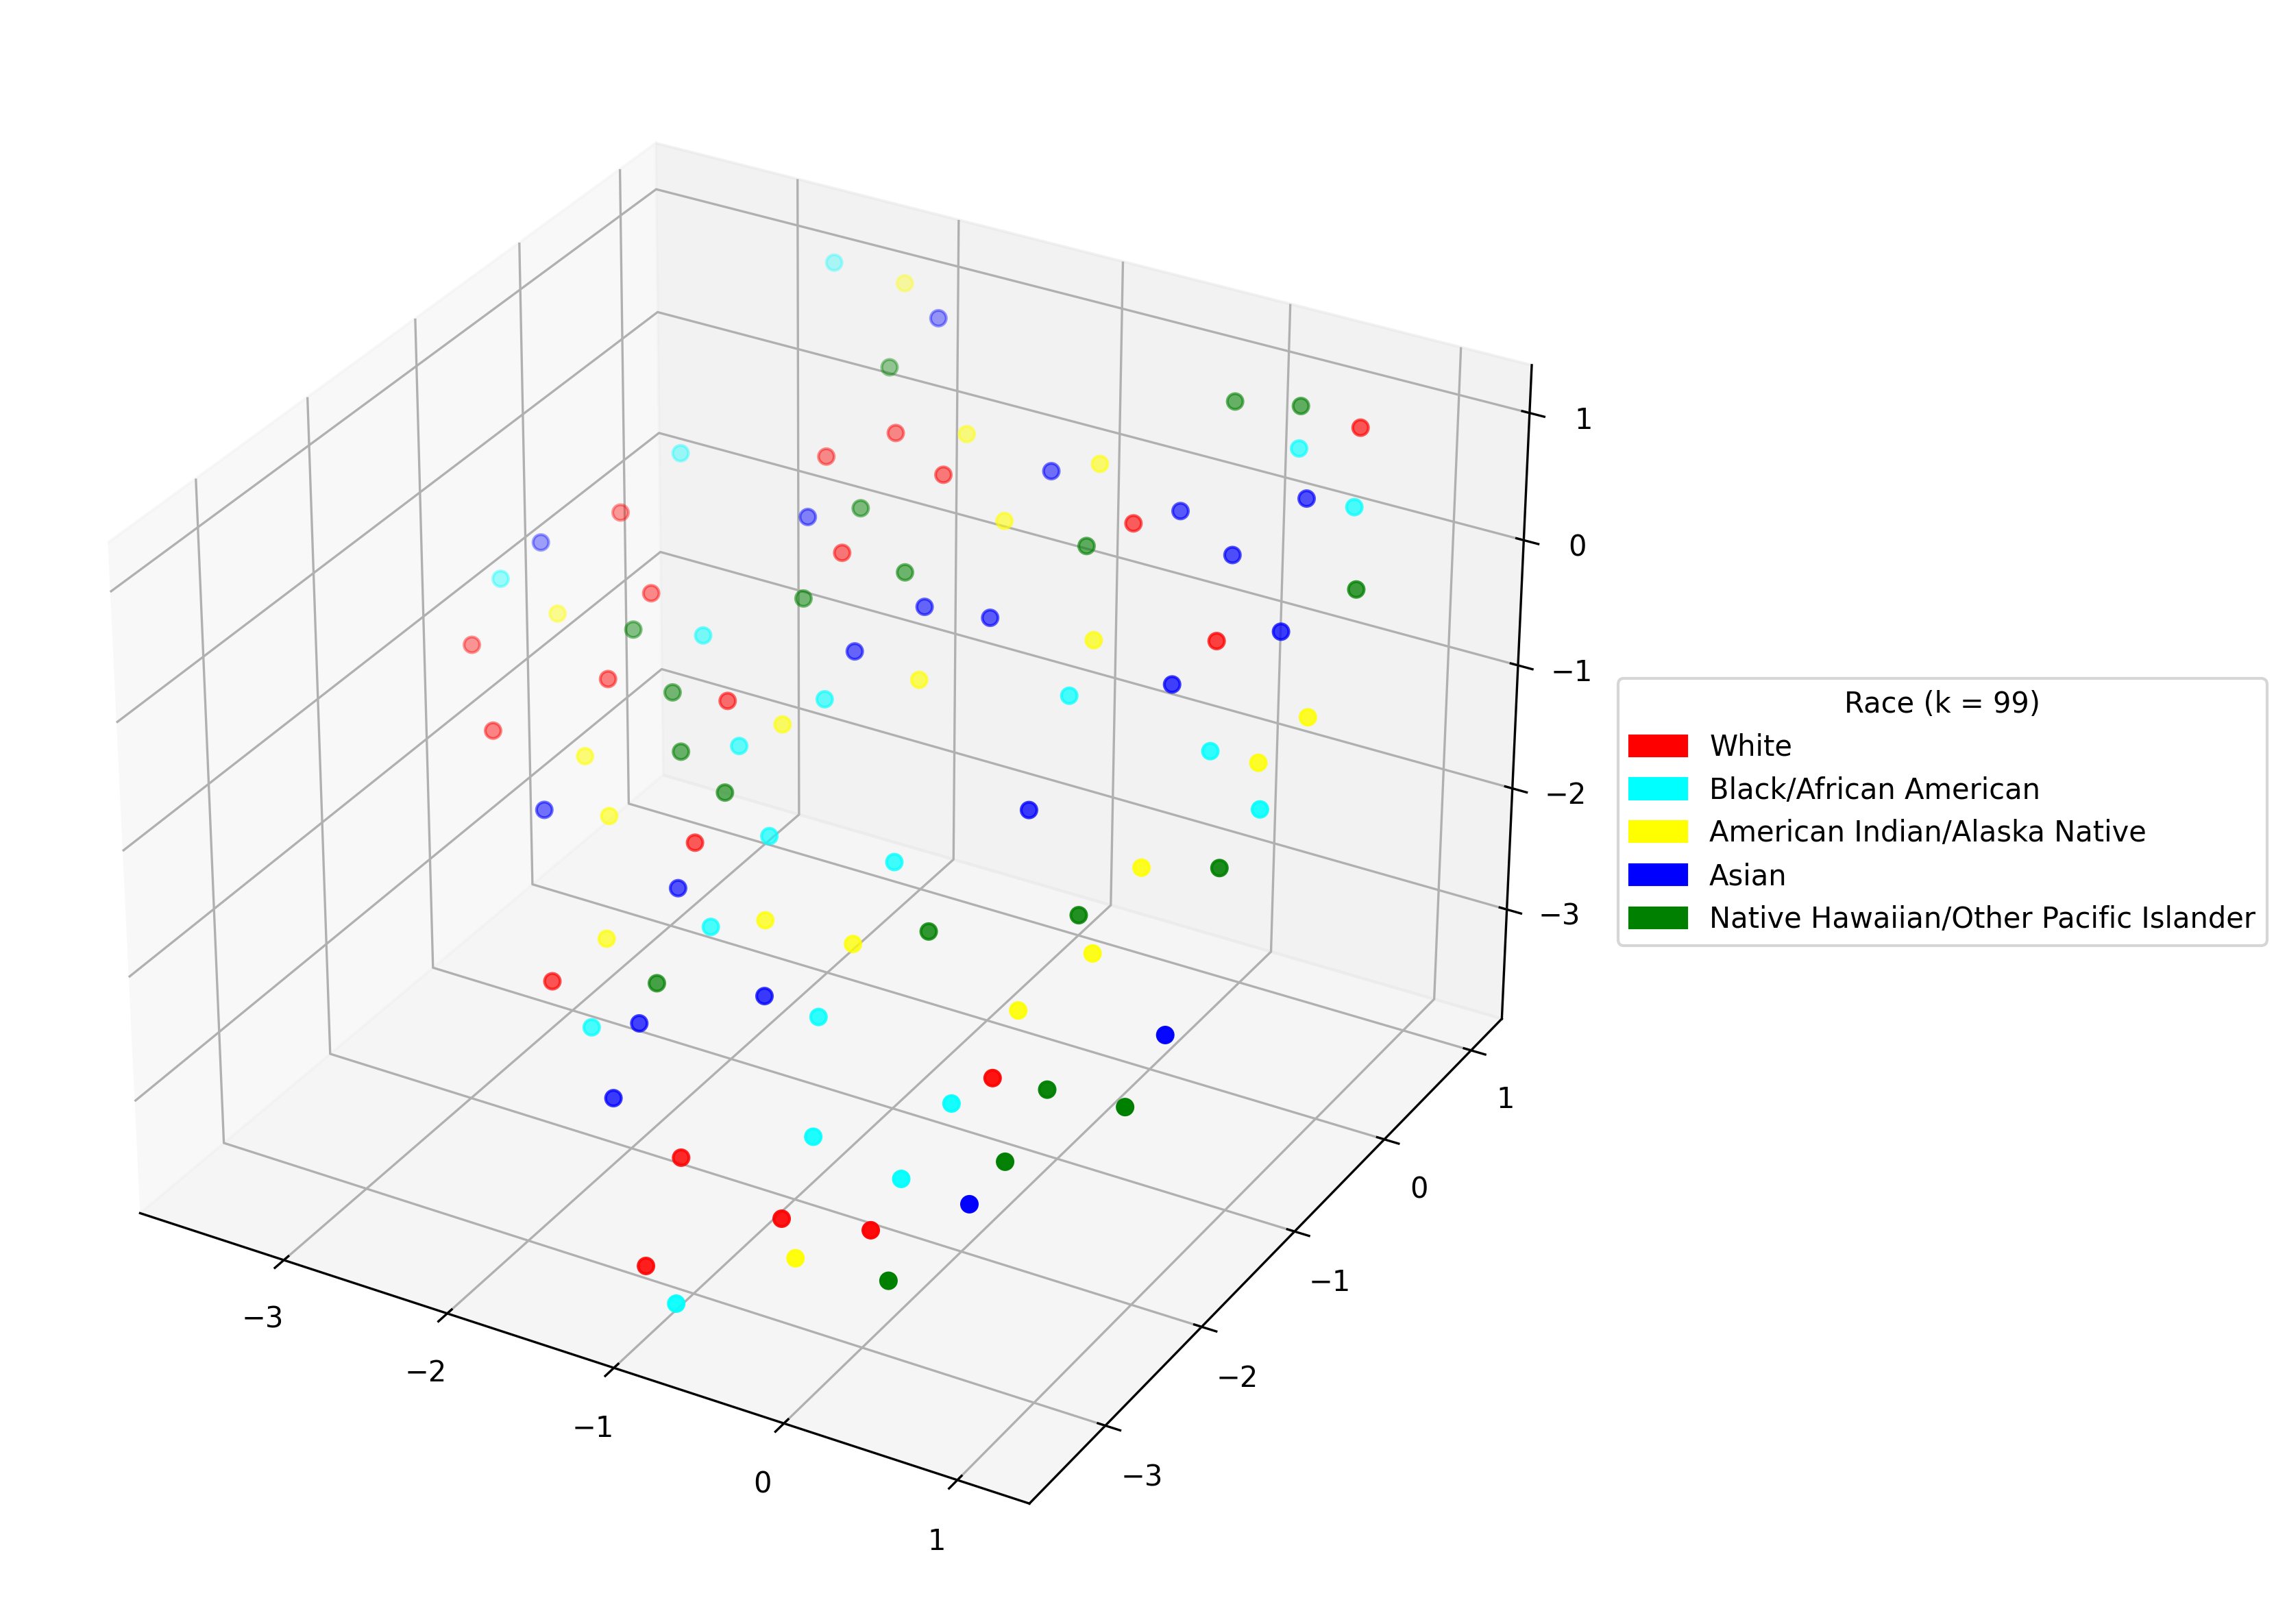 1
0
−1
−2
−3
Race (k = 99)
White
Black/African American
American Indian/Alaska Native
Asian
Native Hawaiian/Other Pacific Islander
1
0
−1
−2
−3
−3
−2
−1
0
1